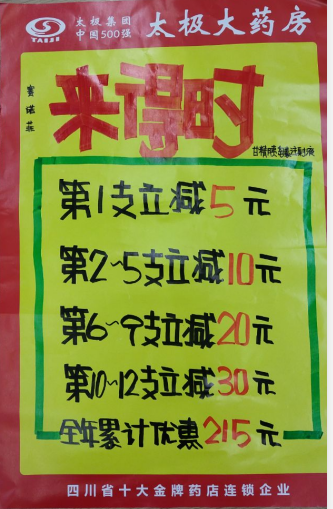 太极集团
中国500强
TAIJI
太极大药房
赛诺菲
来得时
甘精胰岛素注射液
第1支立减5元
第2~5支立减10元
第6~9支立减20元
第10~12支立减30元
全年累计优惠215元
四川省十大金牌药店连锁企业